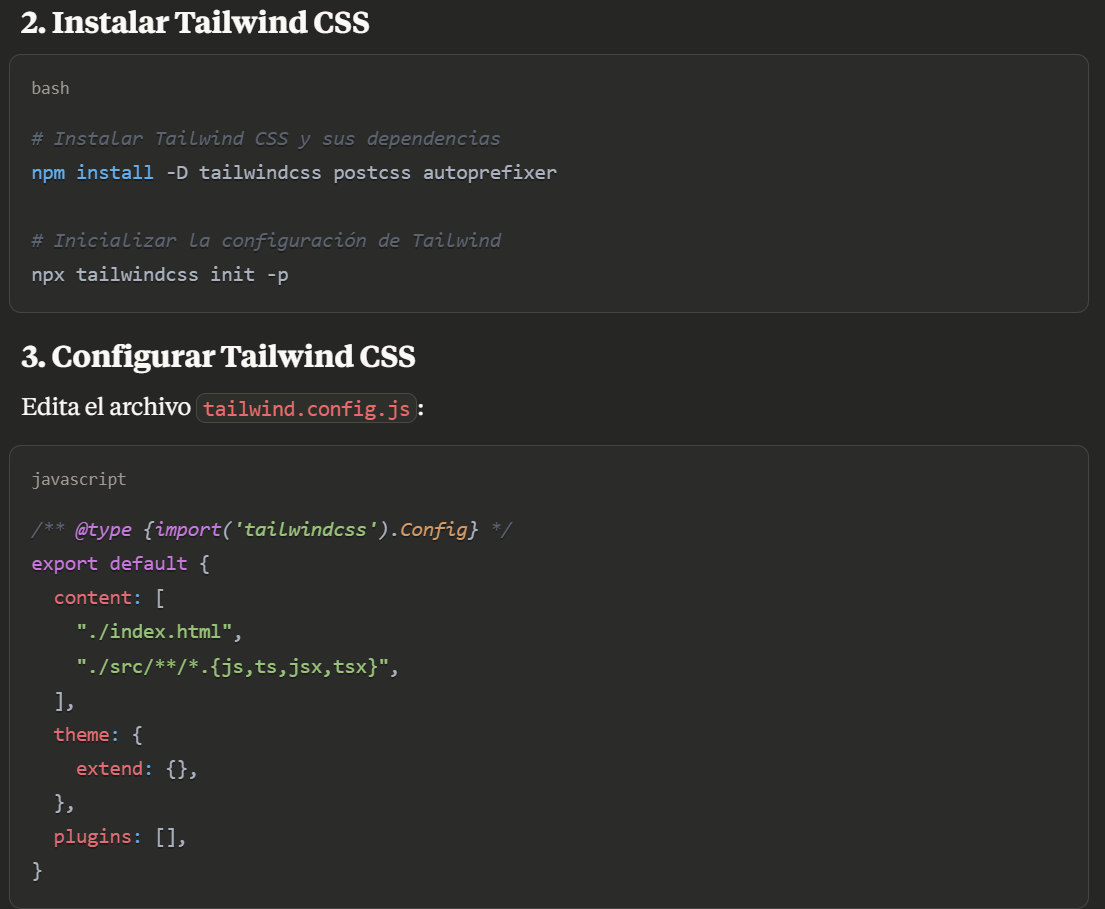 2. Instalar Tailwind CSS
bash
# Instalar Tailwind CSS y sus dependencias
npm install -D tailwindcss postcss autoprefixer
# Inicializar la configuración de Tailwind
npx tailwindcss init -p
3. Configurar Tailwind CSS
Edita el archivo tailwind.config.js:
javascript
/** @type {import('tailwindcss').Config} */
export default {
  content: [
    "./index.html",
    "./src/**/*.{js,ts,jsx,tsx}",
  ],
  theme: {
    extend: {},
  },
  plugins: [],
}